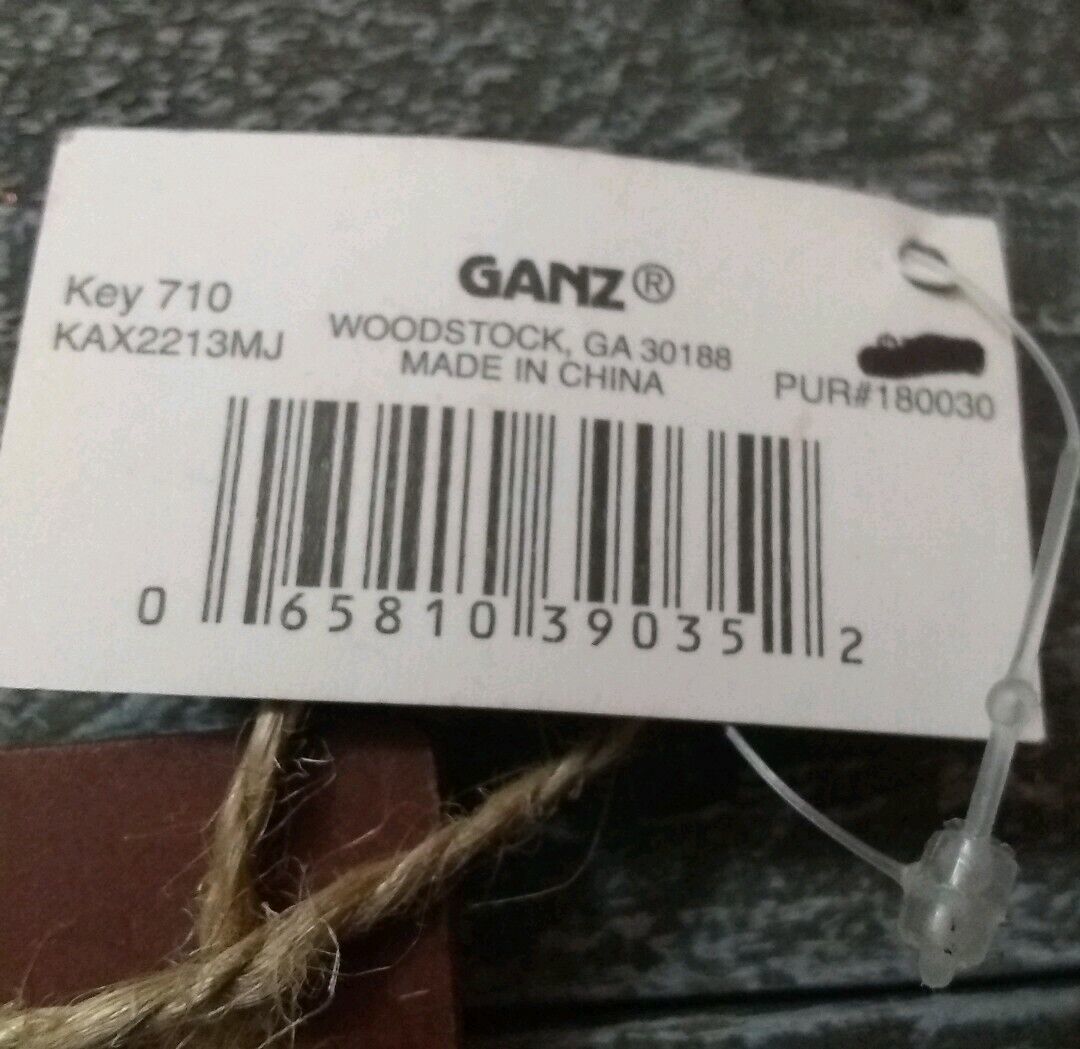 GANZ®
Key 710
WOODSTOCK, GA 30188
KAX2213MJ
MADE IN CHINA
PUR#180030
0 65810 39035 2